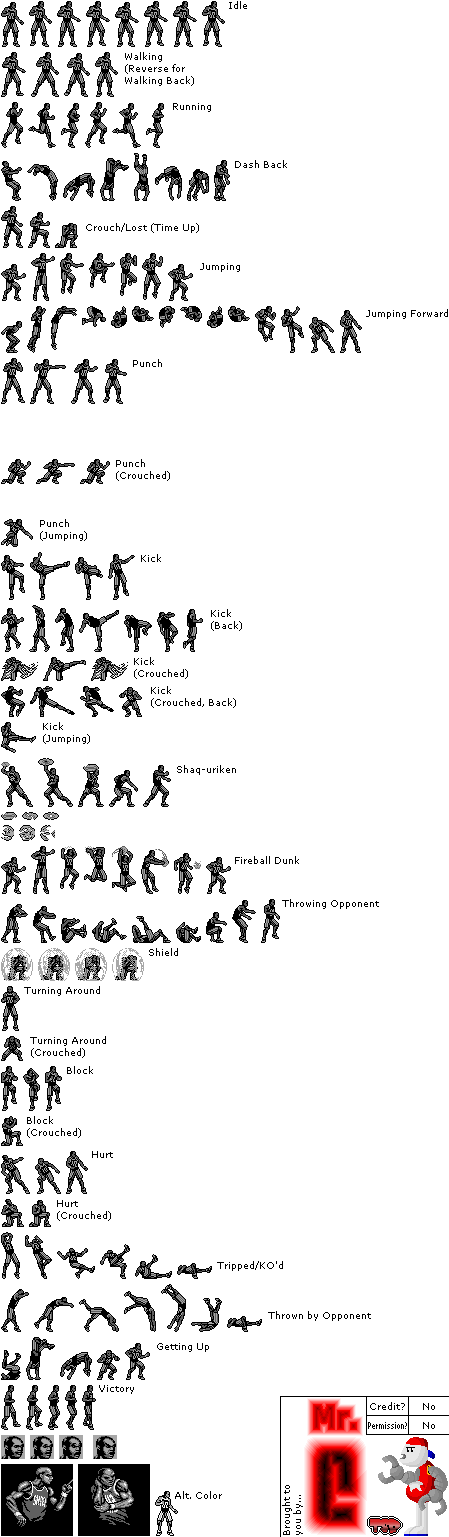 Idle
Walking
(Reverse for
Walking Back)
Running
Dash Back
Crouch/Lost (Time Up)
Jumping
Jumping Forward
Punch
Punch
(Crouched)
Punch
(Jumping)
Kick
Kick
(Back)
Kick
(Crouched)
Kick
(Crouched, Back)
Kick
(Jumping)
Shaq-uriken
Fireball Dunk
Throwing Opponent
Shield
Turning Around
Turning Around
(Crouched)
Block
Block
(Crouched)
Hurt
Hurt
(Crouched)
Tripped/KO'd
Thrown by Opponent
Getting Up
Victory
Alt. Color
Brought to
you by...
Mr.
C
Credit? No
Permission? No